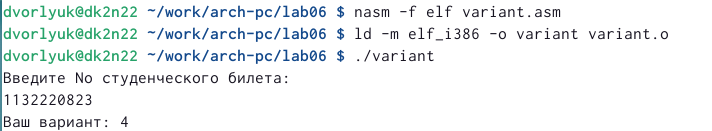 dvorlyuk@dk2n22 ~/work/arch-pc/lab06 $ nasm -f elf variant.asm
dvorlyuk@dk2n22 ~/work/arch-pc/lab06 $ ld -m elf_i386 -o variant variant.o
dvorlyuk@dk2n22 ~/work/arch-pc/lab06 $ ./variant
Введите No студенческого билета:
1132220823
Ваш вариант: 4